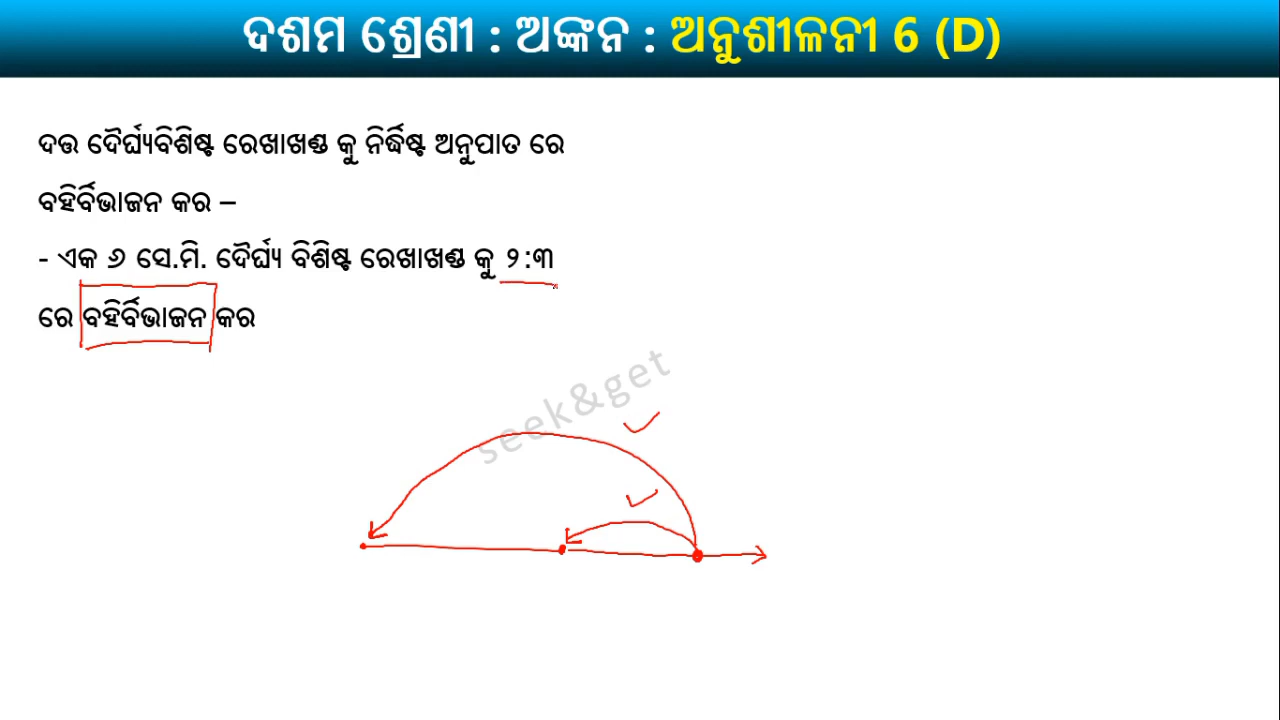 ଦଶମ ଶ୍ରେଣୀ : ଅଙ୍କନ : ଅନୁଶୀଳନୀ 6 (D)
ଦତ୍ତ ଦୈର୍ଘ୍ୟବିଶିଷ୍ଟ ରେଖାଖଣ୍ଡ କୁ ନିର୍ଦ୍ଧିଷ୍ଟ ଅନୁପାତ ରେ
ବହିର୍ବିଭାଜନ କର –
- ଏକ ୬ ସେ.ମି. ଦୈର୍ଘ୍ୟ ବିଶିଷ୍ଟ ରେଖାଖଣ୍ଡ କୁ ୨:୩
ରେ ବହିର୍ବିଭାଜନ କର
seek&get